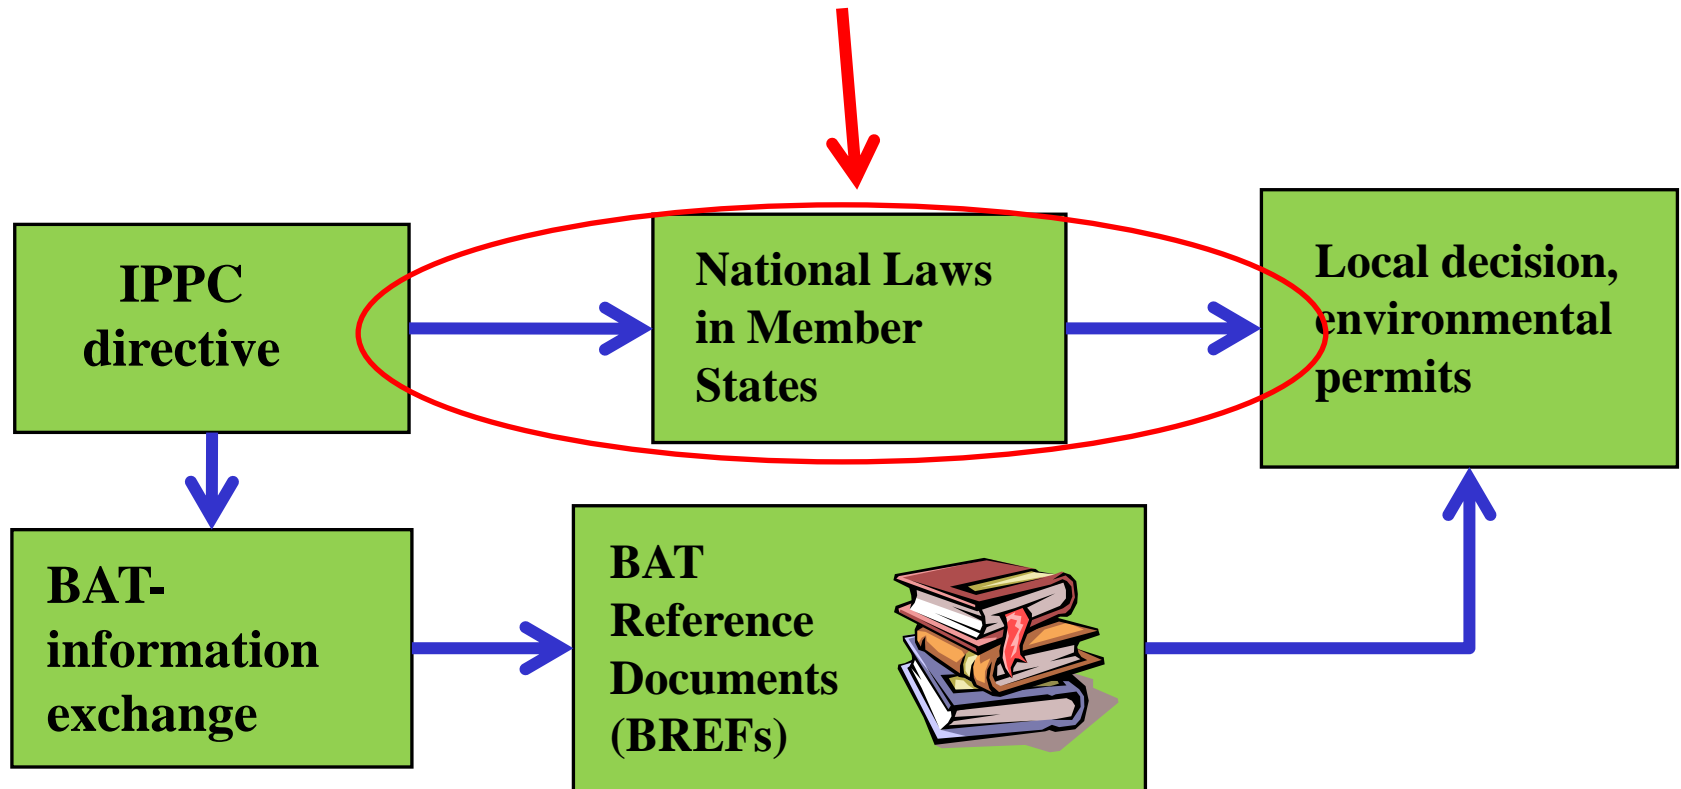 IPPC
directive
National Laws
in Member
States
Local decision,
environmental
permits
BAT-
information
exchange
BAT
Reference
Documents
(BREFs)